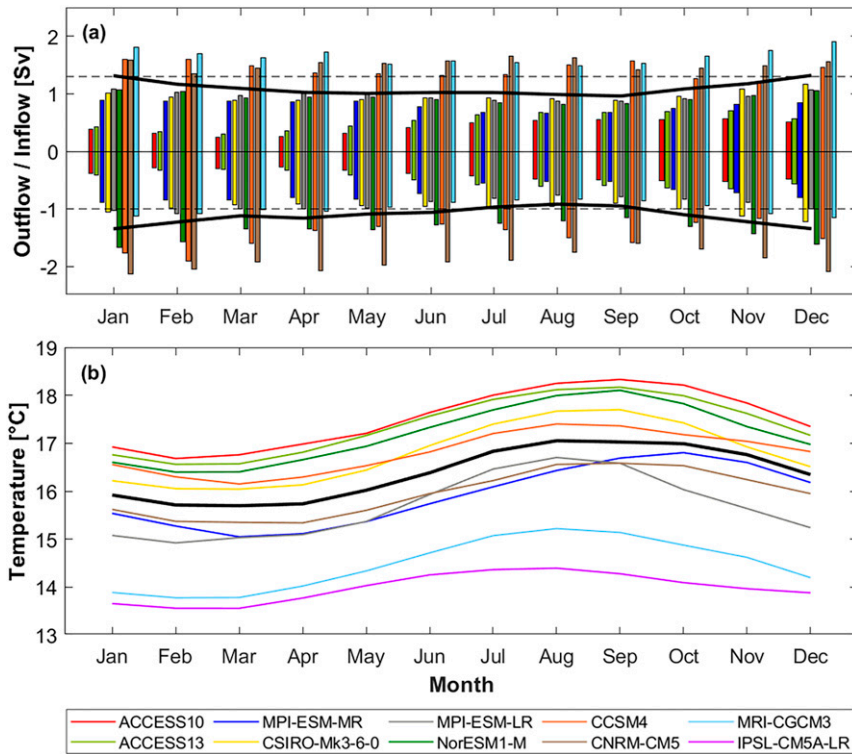 (a)
Outflow / Inflow [Sv]
2
1
0
-1
-2
Jan Feb Mar Apr May Jun Jul Aug Sep Oct Nov Dec
(b)
Temperature [°C]
19
18
17
16
15
14
13
Jan Feb Mar Apr May Jun Jul Aug Sep Oct Nov Dec
Month
ACCESS10 MPI-ESM-MR MPI-ESM-LR CCSM4 MRI-CGCM3
ACCESS13 CSIRO-Mk3-6-0 NorESM1-M CNRM-CM5 IPSL-CM5A-LR